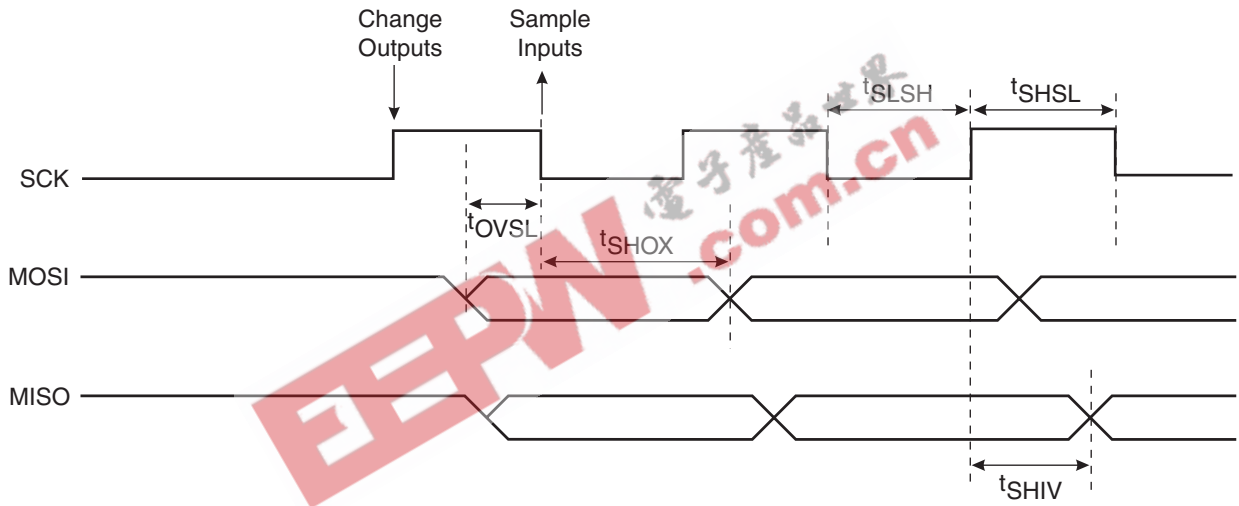 Change
Outputs
Sample
Inputs
tSLSH
tSHSL
SCK
tOVSL
tSHOX
MOSI
MISO
tSHIV
電子產品世界
EEPW.com.cn